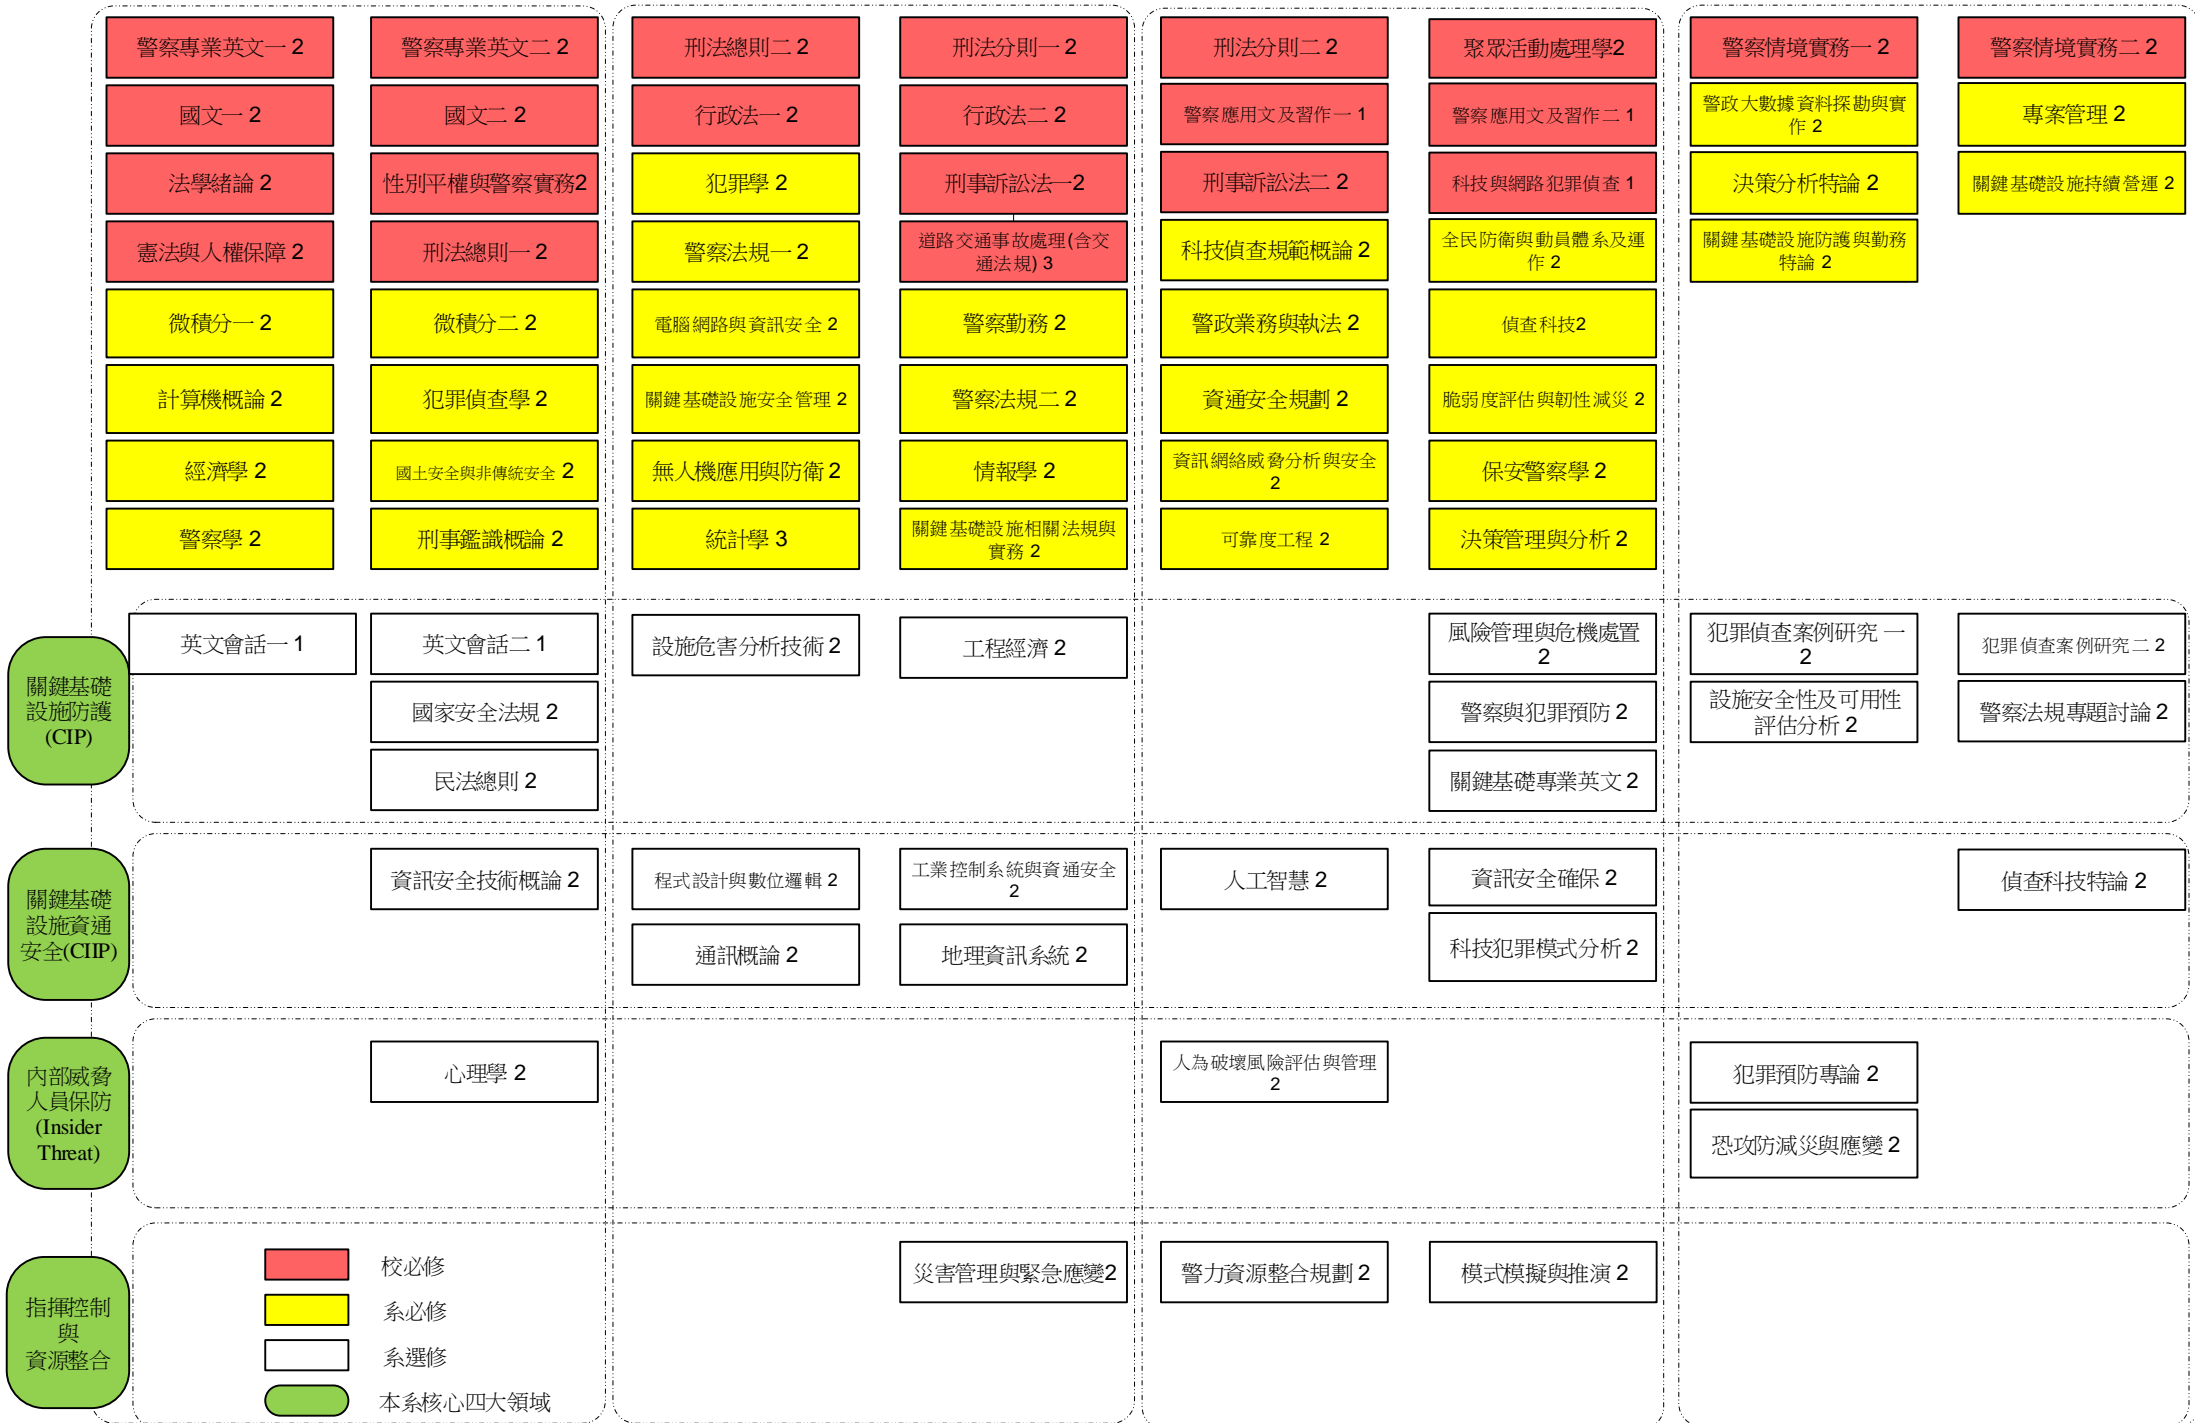 警察專業英文一 2
警察專業英文二 2
刑法總則二 2
刑法分則一 2
刑法分則二 2
聚眾活動處理學2
警察情境實務一 2
警察情境實務二 2
國文一 2
國文二 2
行政法一 2
行政法二 2
警察應用文及習作一 1
警察應用文及習作二 1
警政大數據資料探勘與實
作 2
專案管理 2
法學緒論 2
性別平權與警察實務2
犯罪學 2
刑事訴訟法一2
刑事訴訟法二 2
科技與網路犯罪偵查 1
決策分析特論 2
關鍵基礎設施持續營運 2
憲法與人權保障 2
刑法總則一 2
警察法規一 2
道路交通事故處理(含交
通法規) 3
科技偵查規範概論 2
全民防衛與動員體系及運
作 2
關鍵基礎設施防護與勤務
特論 2
微積分一 2
微積分二 2
電腦網路與資訊安全 2
警察勤務 2
警政業務與執法 2
偵查科技2
計算機概論 2
犯罪偵查學 2
關鍵基礎設施安全管理 2
警察法規二 2
資通安全規劃 2
脆弱度評估與韌性減災 2
經濟學 2
國土安全與非傳統安全 2
無人機應用與防衛 2
情報學 2
資訊網絡威脅分析與安全
2
保安警察學 2
警察學 2
刑事鑑識概論 2
統計學 3
關鍵基礎設施相關法規與
實務 2
可靠度工程 2
決策管理與分析 2
關鍵基礎
設施防護
(CIP)
英文會話一 1
英文會話二 1
設施危害分析技術 2
工程經濟 2
風險管理與危機處置
2
犯罪偵查案例研究 一
2
犯罪偵查案例研究二 2
國家安全法規 2
警察與犯罪預防 2
設施安全性及可用性
評估分析 2
警察法規專題討論 2
民法總則 2
關鍵基礎專業英文 2
關鍵基礎
設施資通
安全(CIIP)
資訊安全技術概論 2
程式設計與數位邏輯 2
工業控制系統與資通安全
2
人工智慧 2
資訊安全確保 2
偵查科技特論 2
通訊概論 2
地理資訊系統 2
科技犯罪模式分析 2
內部威脅
人員保防
(Insider
Threat)
心理學 2
人為破壞風險評估與管理
2
犯罪預防專論 2
恐攻防減災與應變 2
指揮控制
與
資源整合
災害管理與緊急應變2
警力資源整合規劃 2
模式模擬與推演 2
校必修
系必修
系選修
本系核心四大領域